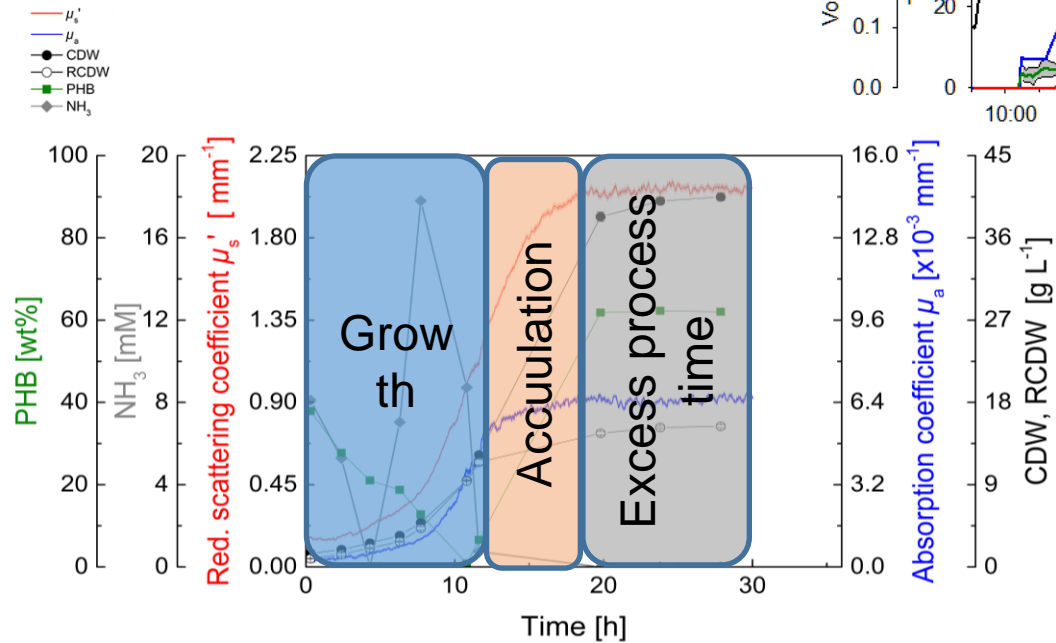 μs'
μa
CDW
RCDW
PHB
NH3
Vo
0.1
0.0
20
0
10:00
PHB [wt%]
100
80
60
40
20
0
NH3 [mM]
20
16
12
8
4
0
Red. scattering coefficient μs' [ mm-1]
2.25
1.80
1.35
0.90
0.45
0.00
Grow
th
Accuulation
Excess process
time
0 10 20 30
Time [h]
16.0
12.8
9.6
6.4
3.2
0.0
Absorption coefficient μa [x10-3 mm-1]
45
36
27
18
9
0
CDW, RCDW [g L-1]